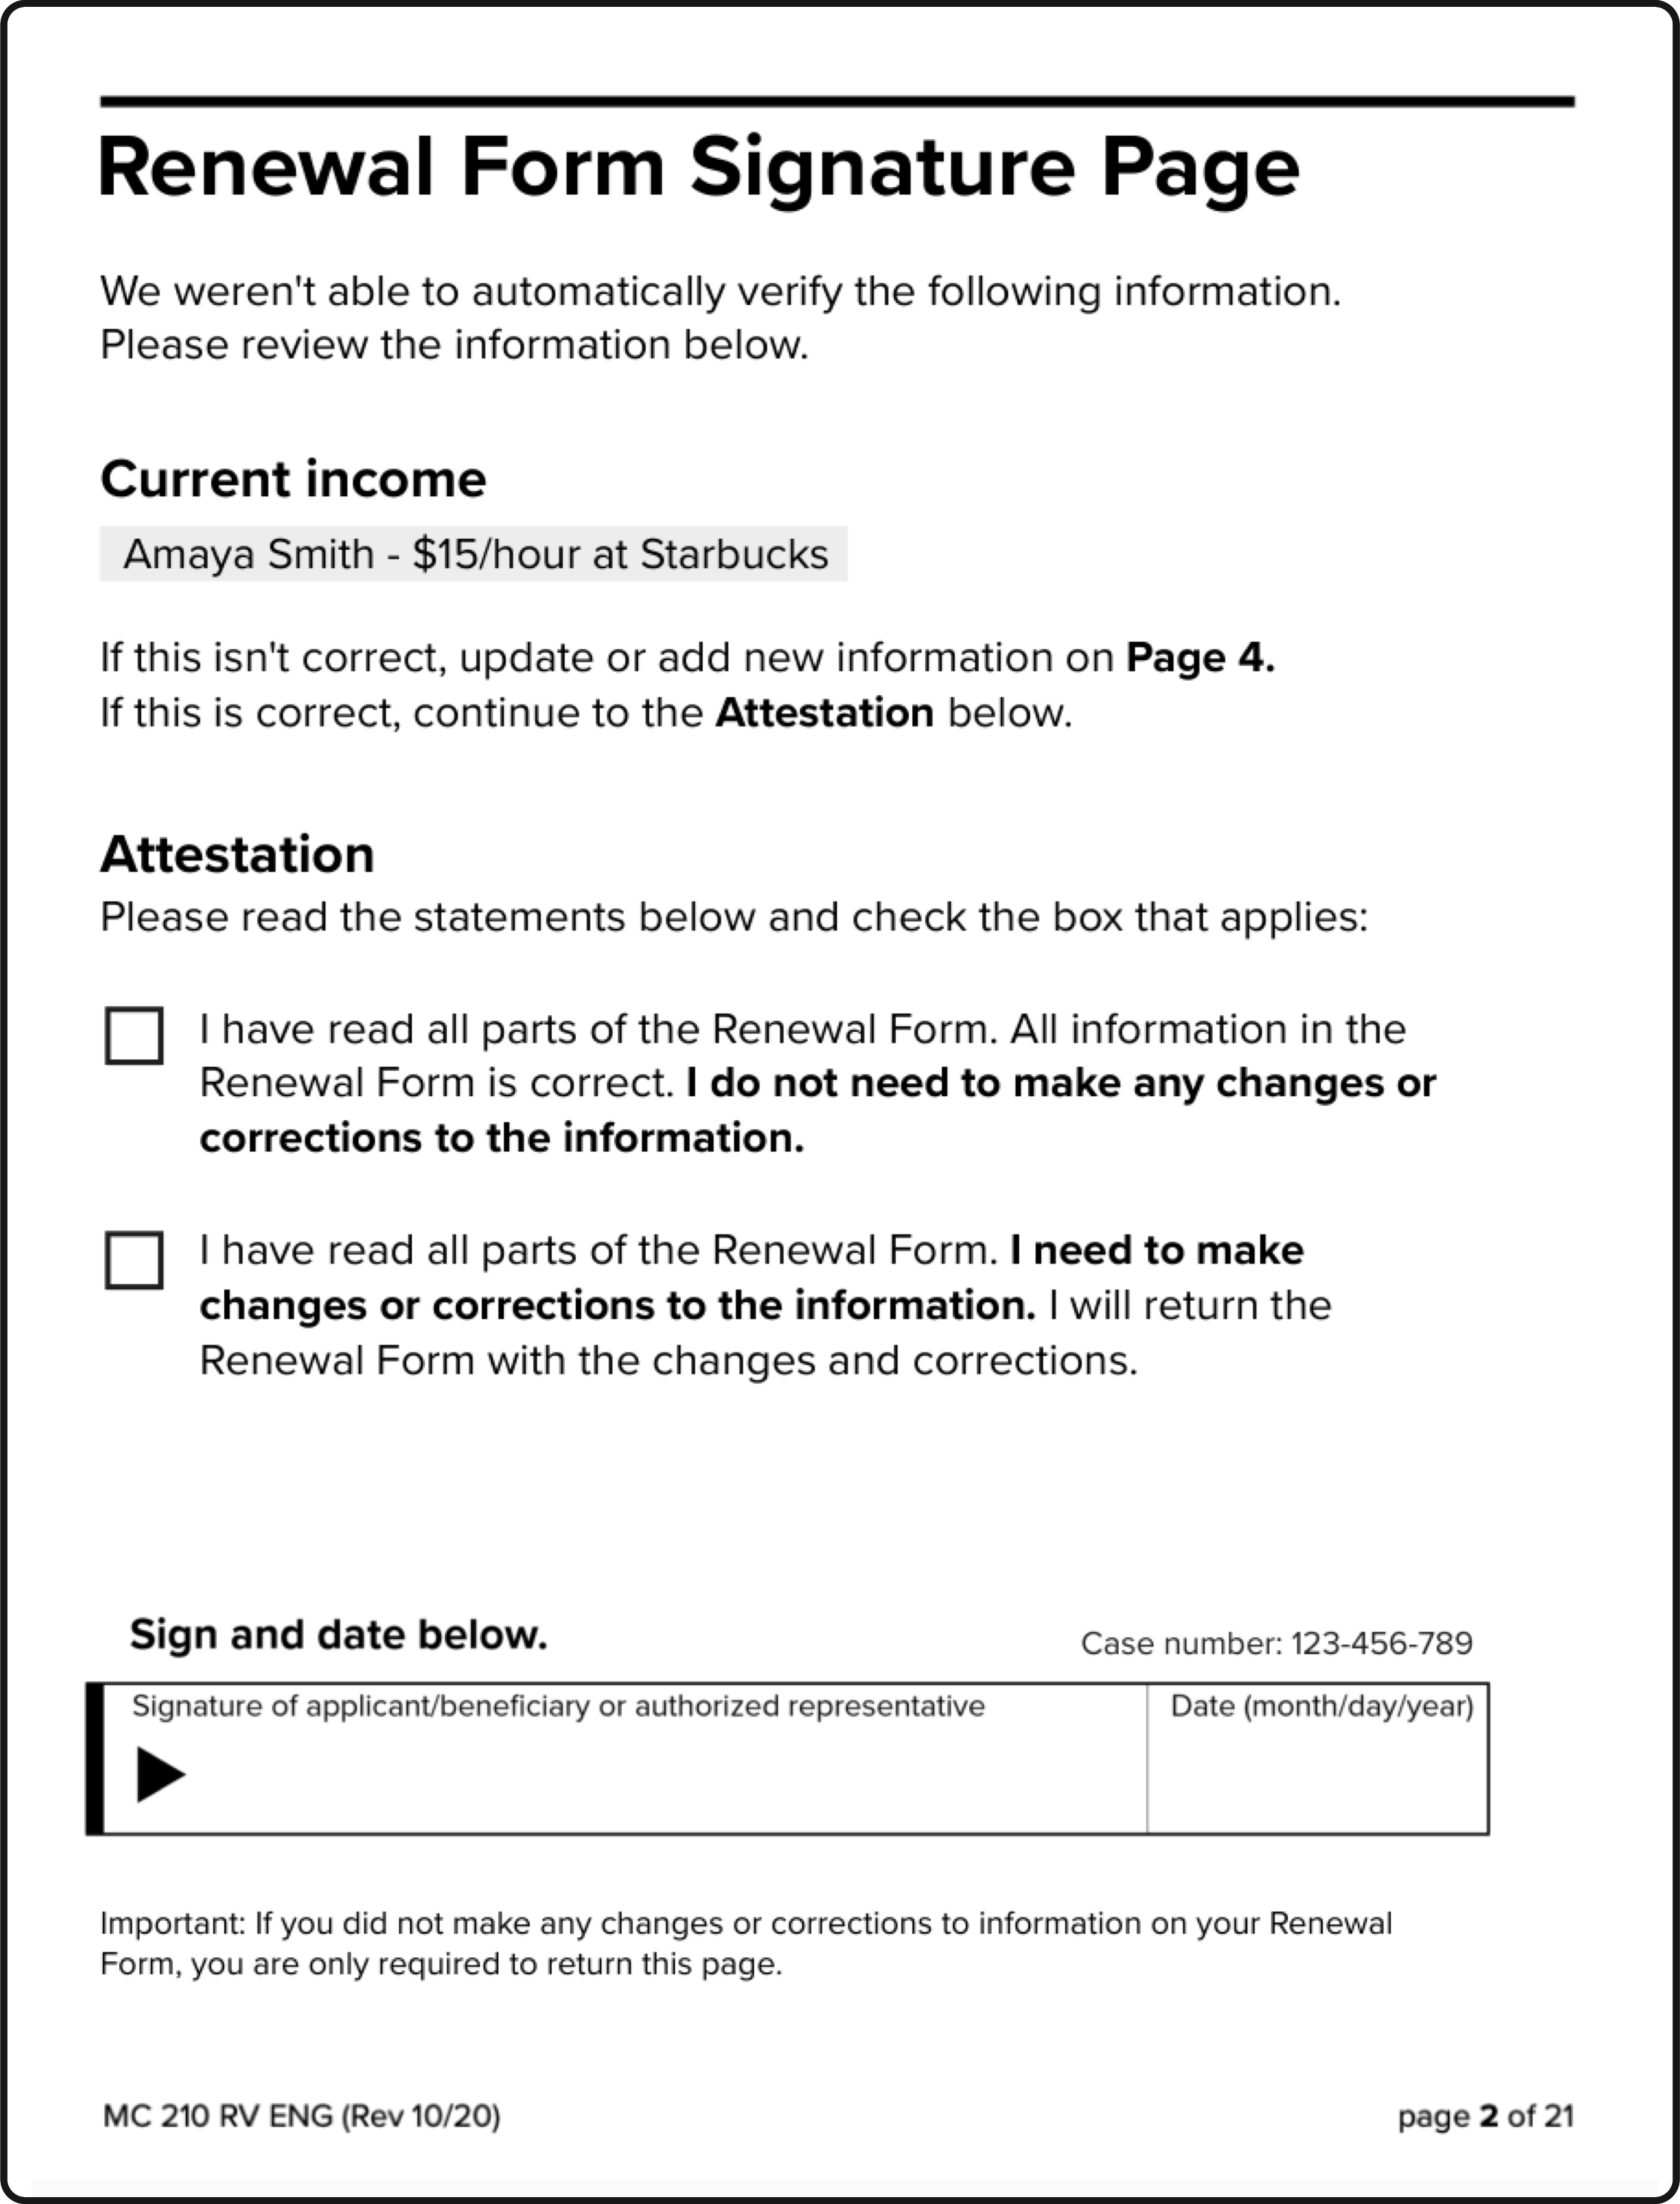 Renewal Form Signature Page
We weren't able to automatically verify the following information.
Please review the information below.
Current income
Amaya Smith - $15/hour at Starbucks
If this isn't correct, update or add new information on Page 4.
If this is correct, continue to the Attestation below.
Attestation
Please read the statements below and check the box that applies:
I have read all parts of the Renewal Form. All information in the
Renewal Form is correct. I do not need to make any changes or
corrections to the information.
I have read all parts of the Renewal Form. I need to make
changes or corrections to the information. I will return the
Renewal Form with the changes and corrections.
Sign and date below.
Case number: 123-456-789
Signature of applicant/beneficiary or authorized representative
Date (month/day/year)
Important: If you did not make any changes or corrections to information on your Renewal
Form, you are only required to return this page.
MC 210 RV ENG (Rev 10/20)
page 2 of 21